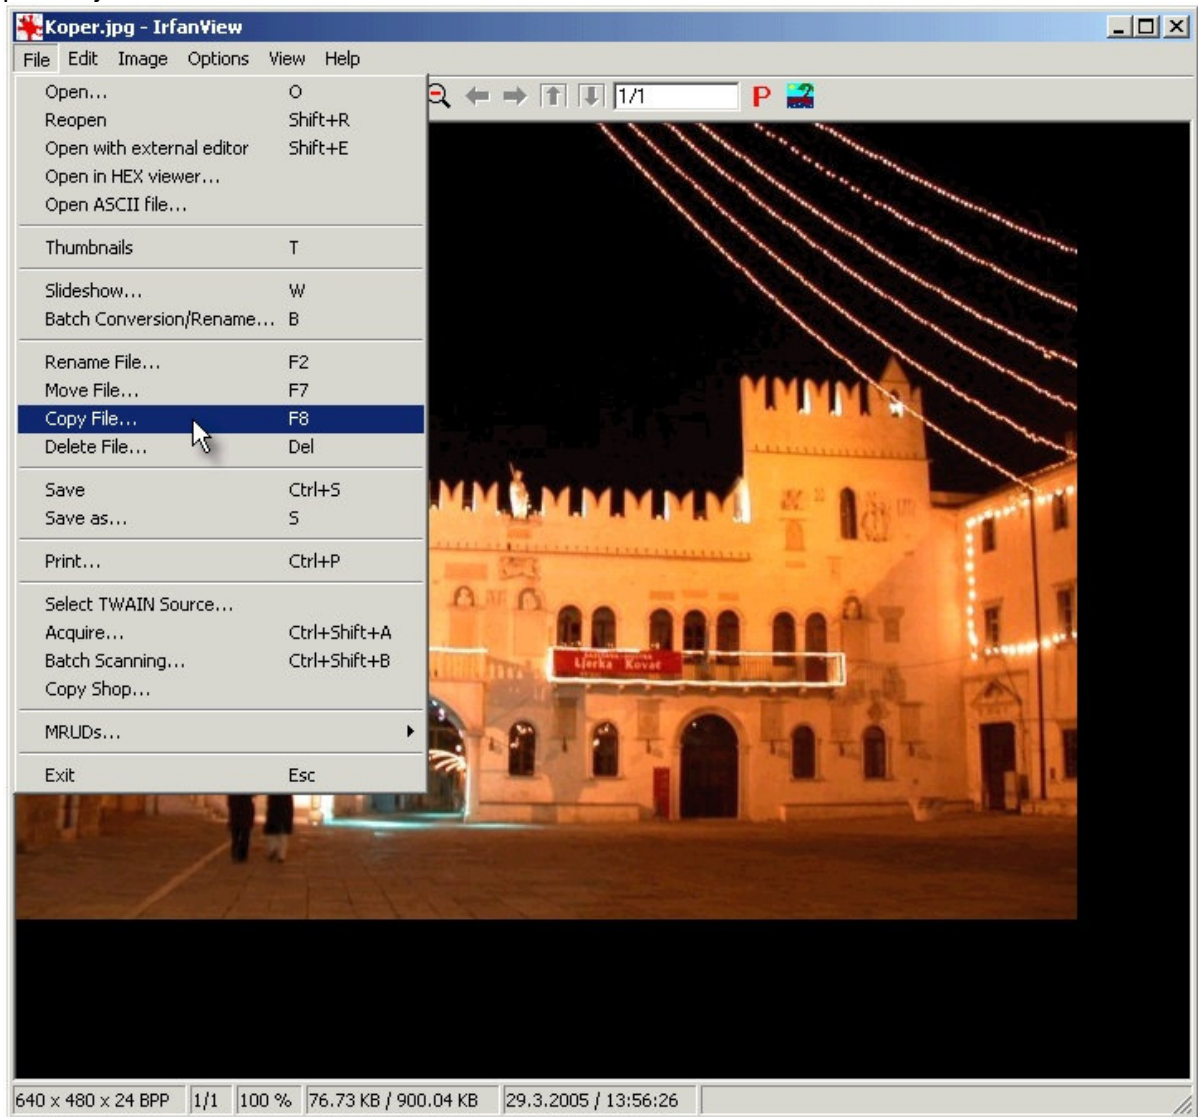 Koper.jpg - IrfanView
File Edit Image Options View Help
1/1 P
Open... O
Reopen Shift+R
Open with external editor Shift+E
Open in HEX viewer...
Open ASCII file...
Thumbnails T
Slideshow... W
Batch Conversion/Rename... B
Rename File... F2
Move File... F7
Copy File... F8
Delete File... Del
Save Ctrl+S
Save as... S
Print... Ctrl+P
Select TWAIN Source...
Acquire... Ctrl+Shift+A
Batch Scanning... Ctrl+Shift+B
Copy Shop...
MRUDs...
Exit Esc
Ljerka Kovač
640 x 480 x 24 BPP 1/1 100 % 76.73 KB / 900.04 KB 29.3.2005 / 13:56:26